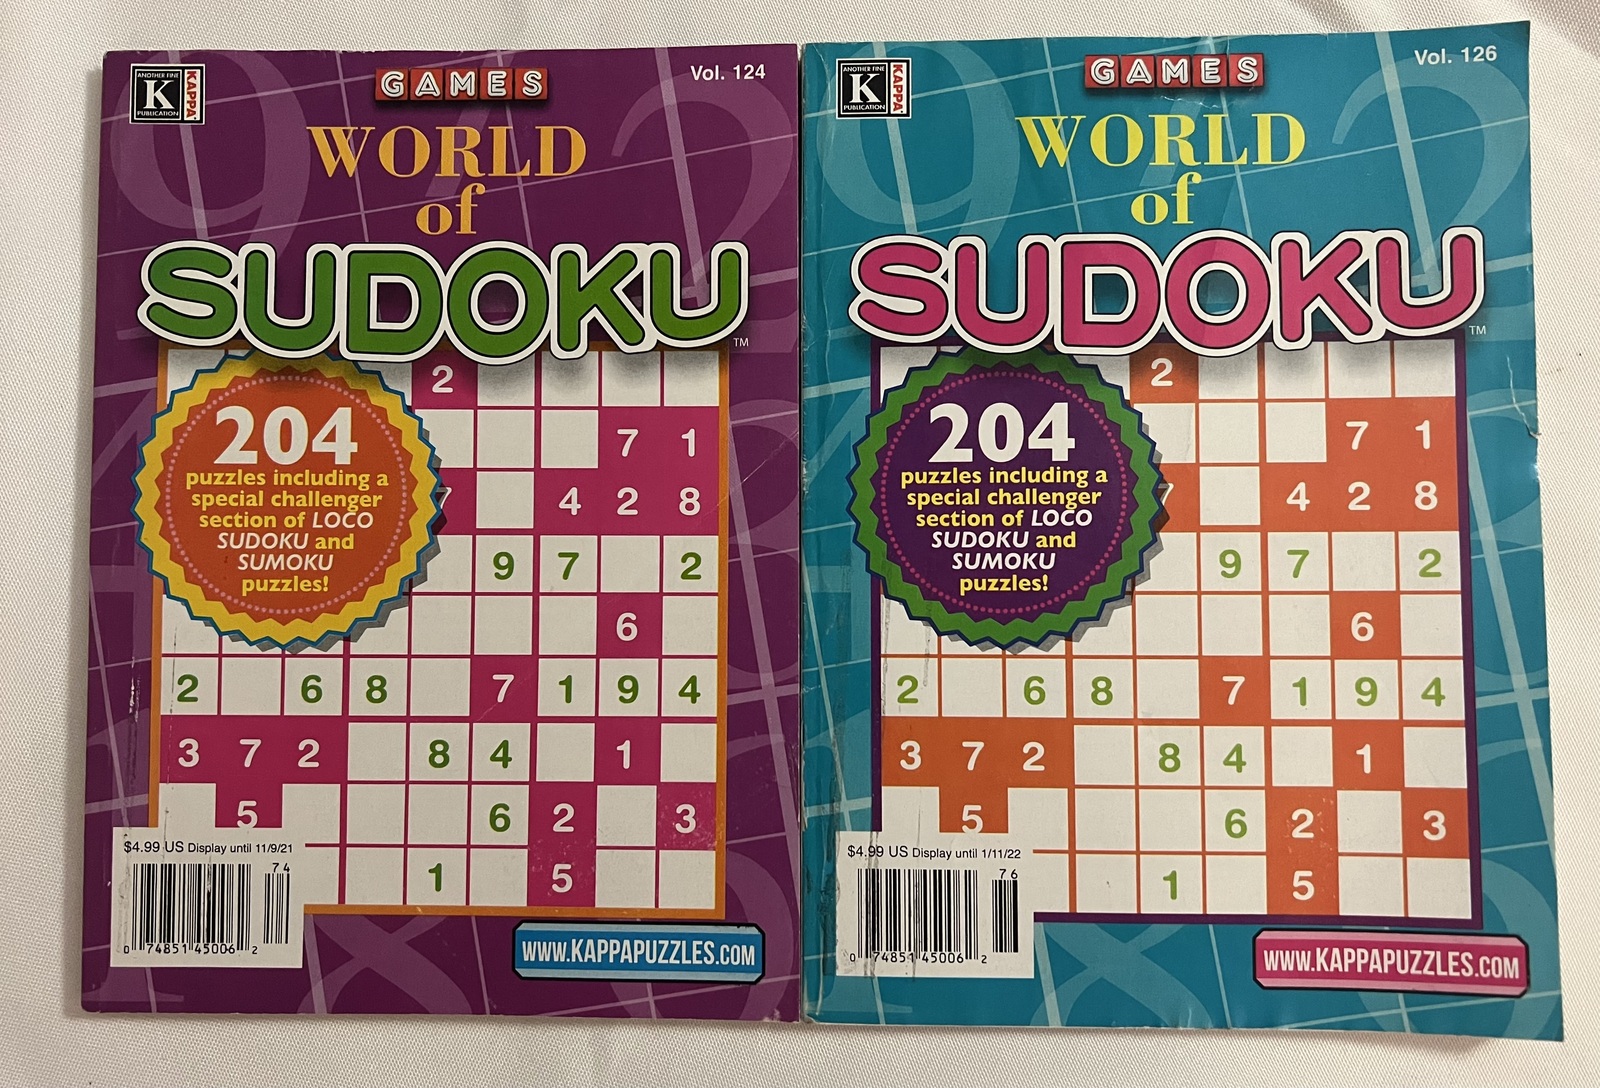 ANOTHER FINE
K
PUBLICATION
KAPPA
GAMES
Vol. 124
WORLD
of
SUDOKU
TM
204
puzzles including a
special challenger
section of LOCO
SUDOKU and
SUMOKU
puzzles!
2
7 1
7 4 2 8
9 7 2
6
2 6 8 7 1 9 4
3 7 2 8 4 1
5 6 2 3
1 5
$4.99 US Display until 11/9/21
74
0 74851 45006 2
WWW.KAPPAPUZZLES.COM
ANOTHER FINE
K
PUBLICATION
KAPPA
GAMES
Vol. 126
WORLD
of
SUDOKU
TM
204
puzzles including a
special challenger
section of LOCO
SUDOKU and
SUMOKU
puzzles!
2
7 1
7 4 2 8
9 7 2
6
2 6 8 7 1 9 4
3 7 2 8 4 1
5 6 2 3
1 5
$4.99 US Display until 1/11/22
76
0 74851 45006 2
WWW.KAPPAPUZZLES.COM